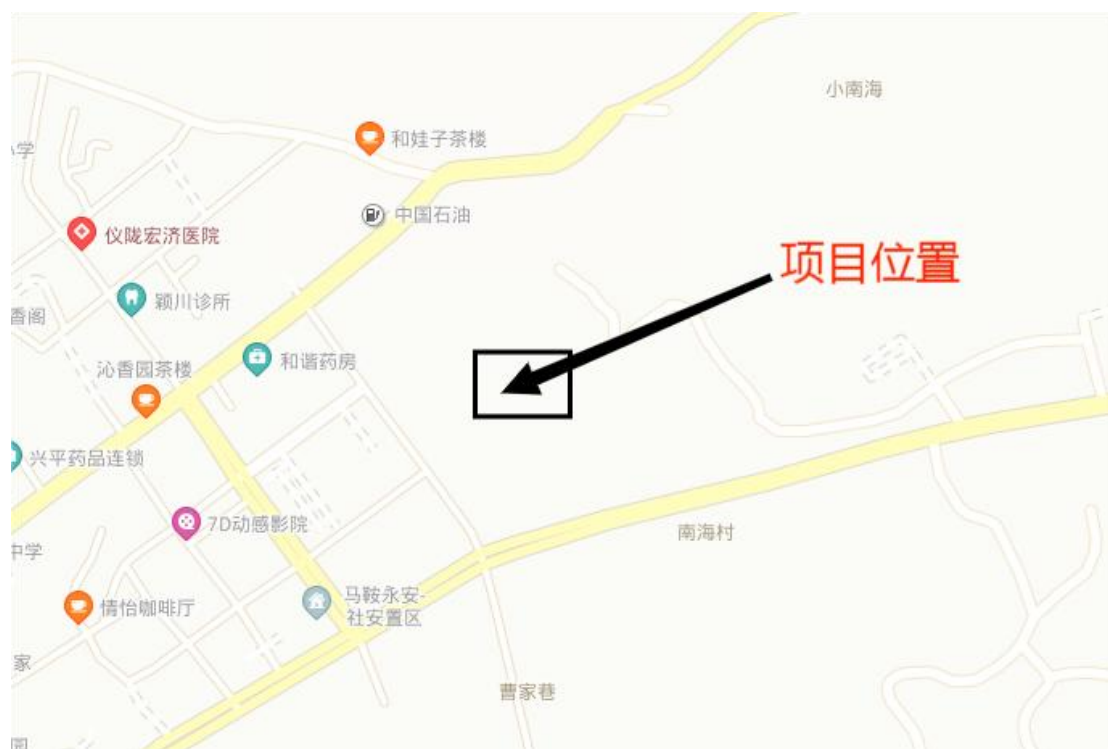 小南海
和娃子茶楼
学
中国石油
仪陇宏济医院
项目位置
颖川诊所
香阁
和谐药房
沁香园茶楼
兴平药品连锁
7D动感影院
南海村
中学
马鞍永安-
社安置区
情怡咖啡厅
家
曹家巷
园